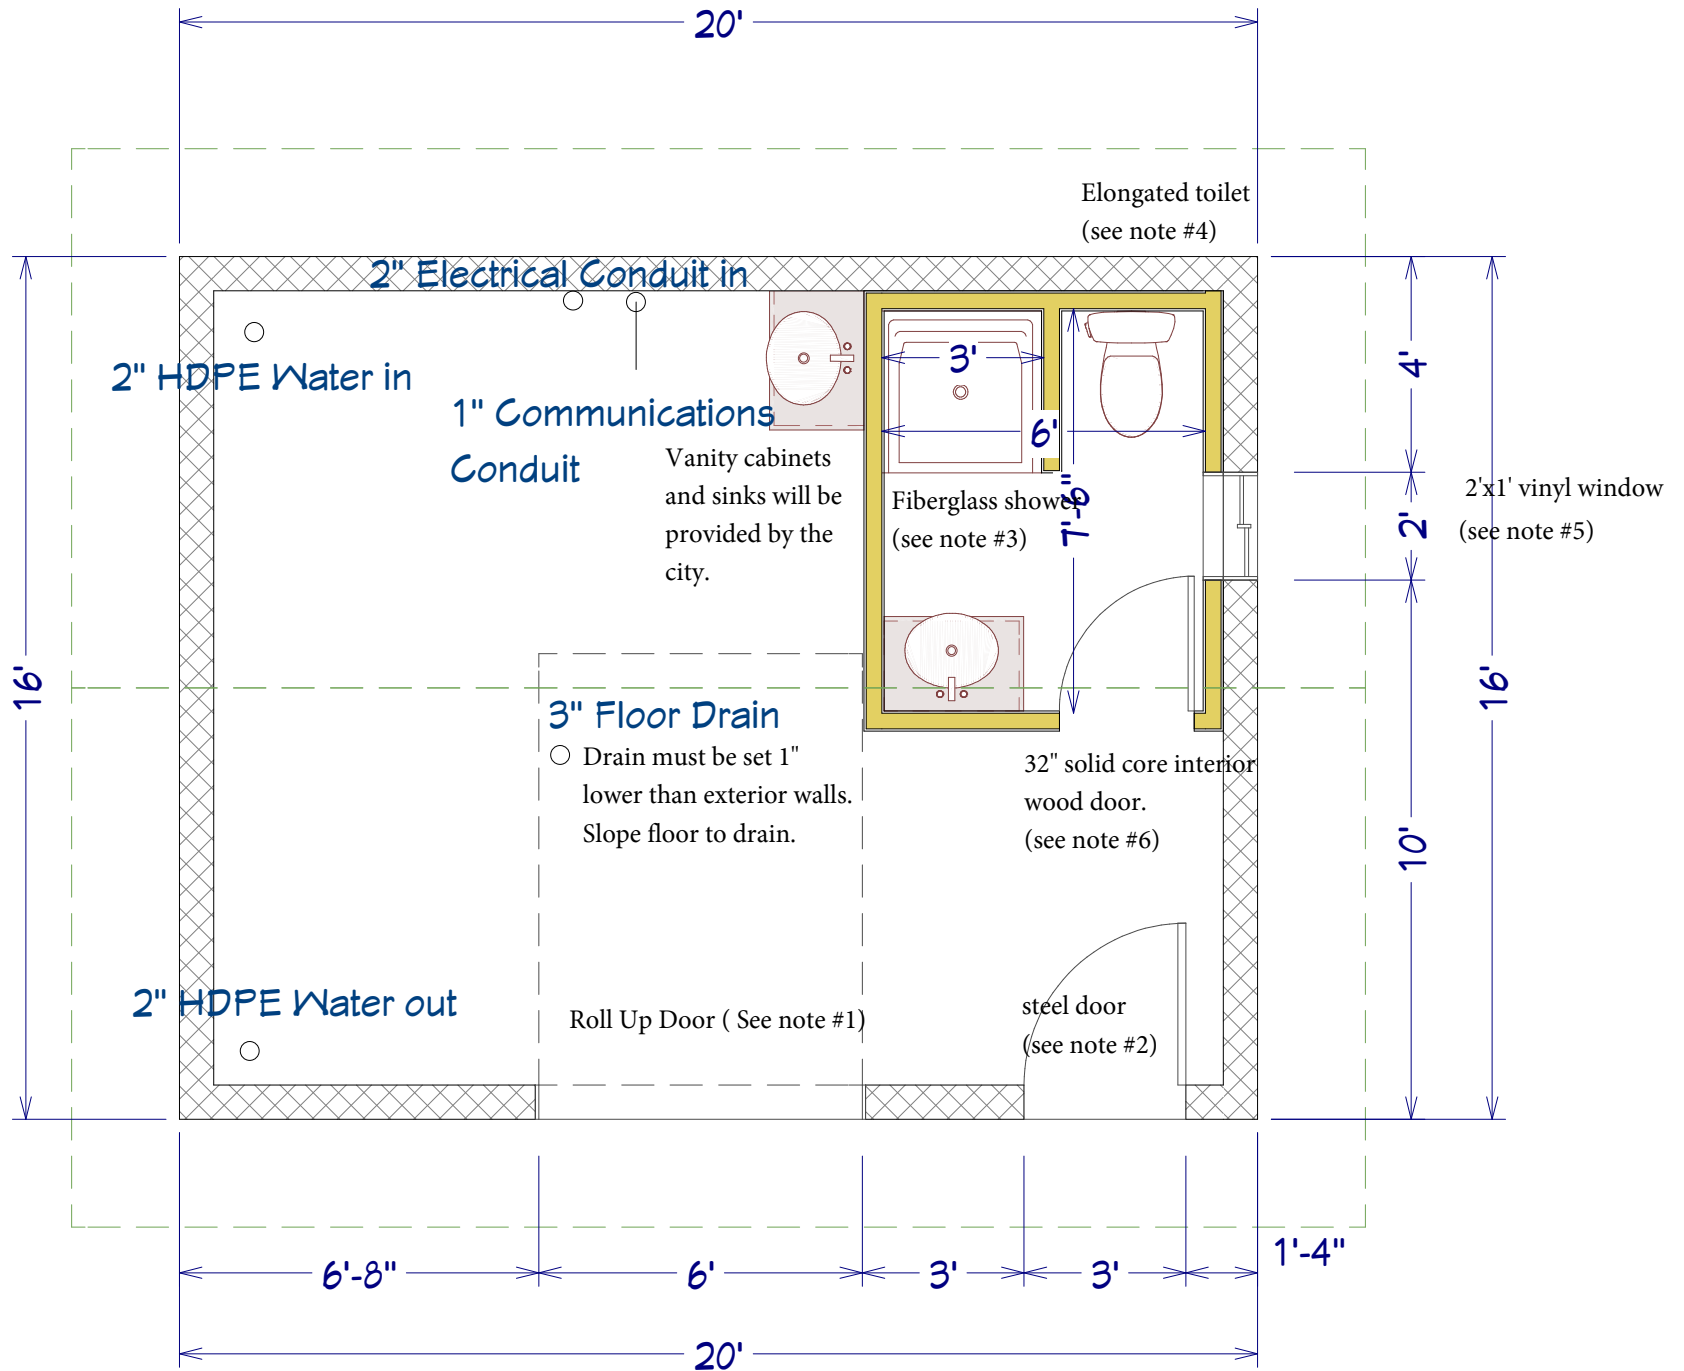 20'
Elongated toilet
(see note #4)
2" Electrical Conduit in
2" HDPE Water in
1" Communications
Conduit
Vanity cabinets
and sinks will be
provided by the
city.
3'
6'
7'-6"
Fiberglass shower
(see note #3)
4'
2'
10'
16'
16'
2'x1' vinyl window
(see note #5)
3" Floor Drain
Drain must be set 1"
lower than exterior walls.
Slope floor to drain.
32" solid core interior
wood door.
(see note #6)
2" HDPE Water out
Roll Up Door ( See note #1)
steel door
(see note #2)
6'-8"
6'
3'
3'
1'-4"
20'